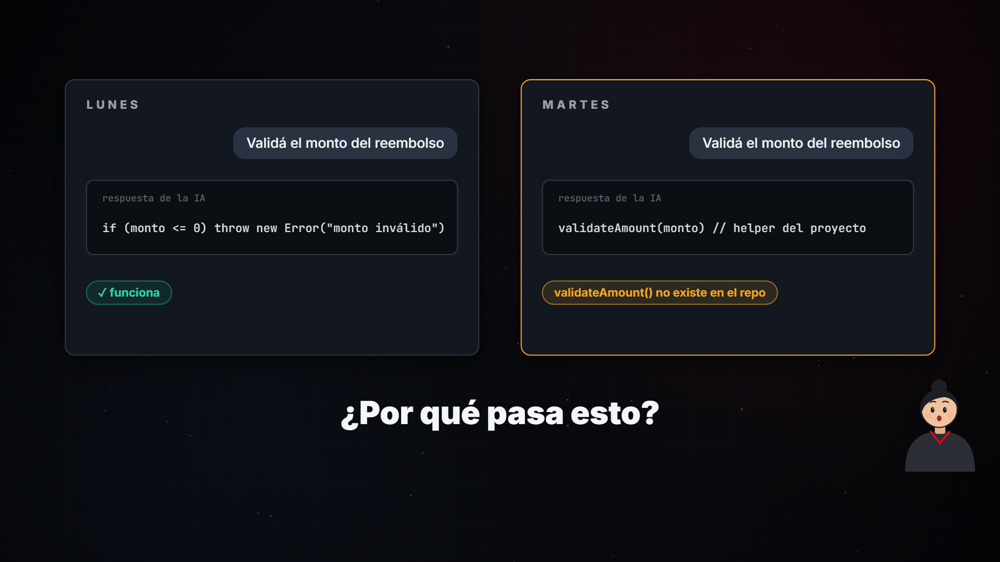 LUNES
Validá el monto del reembolso
respuesta de la IA
if (monto <= 0) throw new Error("monto inválido")
✓ funciona
MARTES
Validá el monto del reembolso
respuesta de la IA
validateAmount(monto) // helper del proyecto
validateAmount() no existe en el repo
¿Por qué pasa esto?